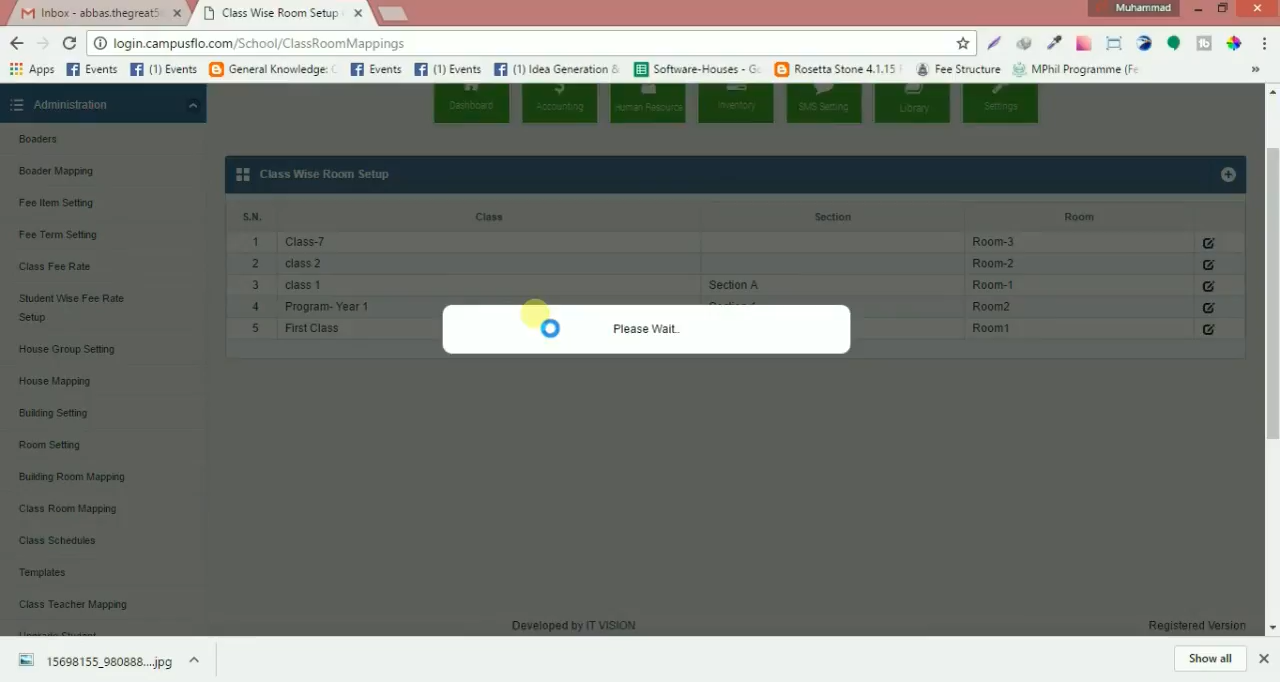 Inbox - abbas.thegreat5
Class Wise Room Setup
Muhammad
login.campusflo.com/School/ClassRoomMappings
Apps
Events
(1) Events
General Knowledge:
Events
(1) Events
(1) Idea Generation &
Software-Houses - Go
Rosetta Stone 4.1.15
Fee Structure
MPhil Programme (Fe
»
Administration
Dashboard
Accounting
Human Resource
Inventory
SMS Setting
Library
Settings
Boaders
Boader Mapping
Fee Item Setting
Fee Term Setting
Class Fee Rate
Student Wise Fee Rate
Setup
House Group Setting
House Mapping
Building Setting
Room Setting
Building Room Mapping
Class Room Mapping
Class Schedules
Templates
Class Teacher Mapping
Upgrade Student
Class Wise Room Setup
S.N. Class Section Room
1 Class-7 Room-3
2 class 2 Room-2
3 class 1 Section A Room-1
4 Program- Year 1 Room2
5 First Class Room1
Please Wait..
Developed by IT VISION
Registered Version
15698155_980888....jpg
Show all